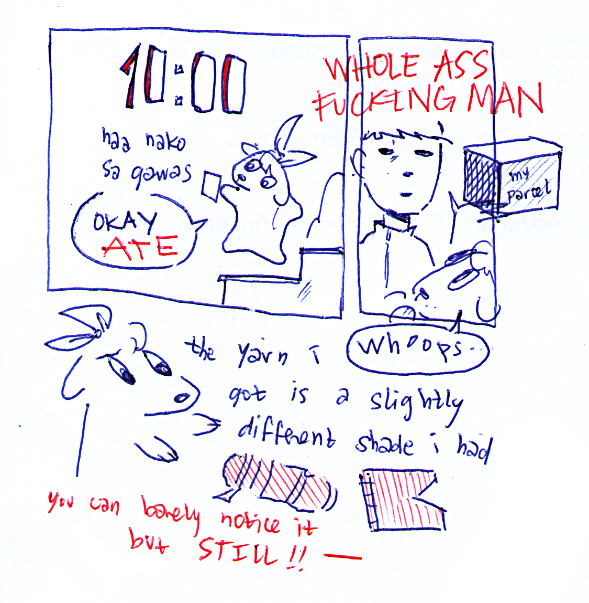 10:00
naa nako
sa gawas
OKAY
ATE
WHOLE ASS
FUCKING MAN
my
parcel
whoops..
the yarn i
got is a slightly
different shade i had
you can barely notice it
but STILL!! —